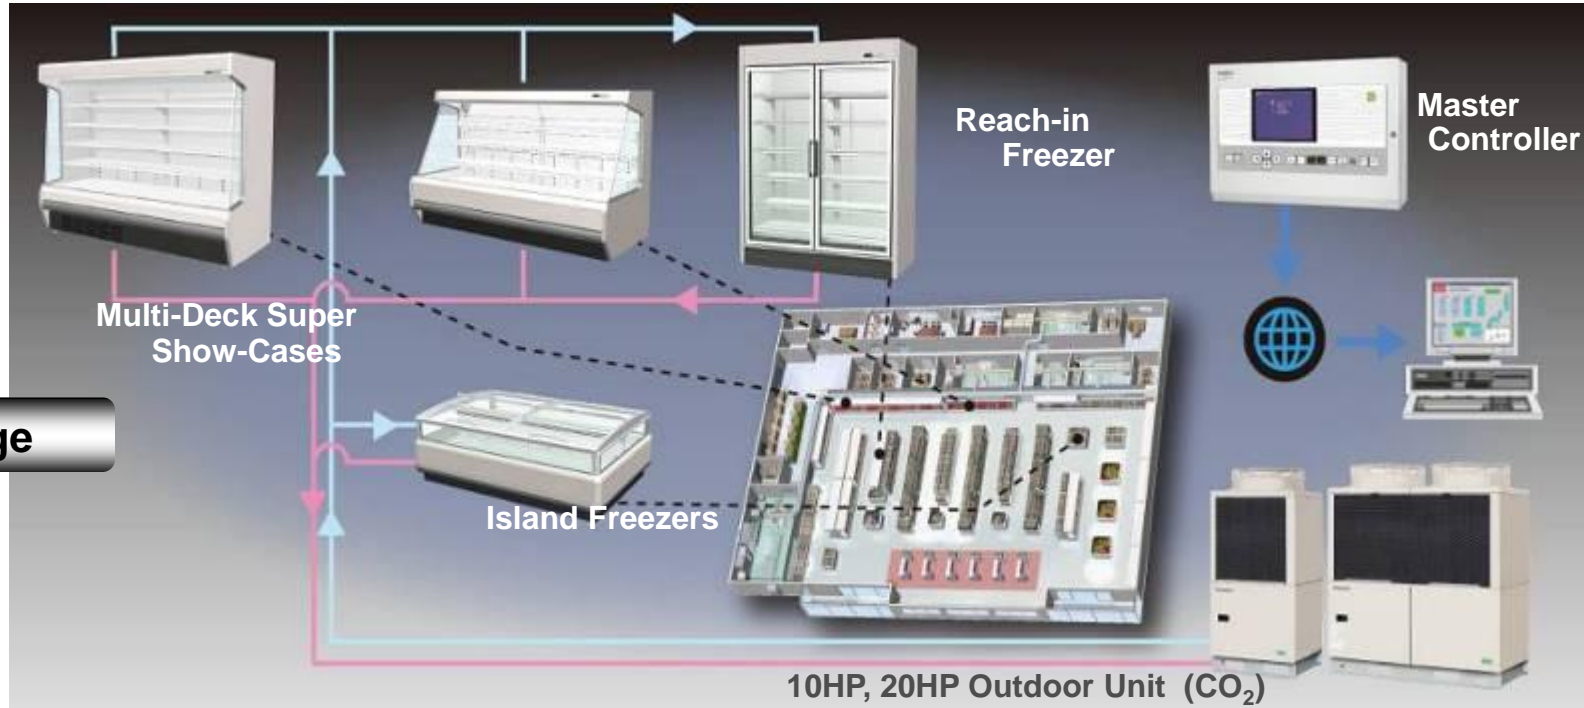 Reach-in
Freezer
Master
Controller
Multi-Deck Super
Show-Cases
ge
Island Freezers
10HP, 20HP Outdoor Unit (CO₂)